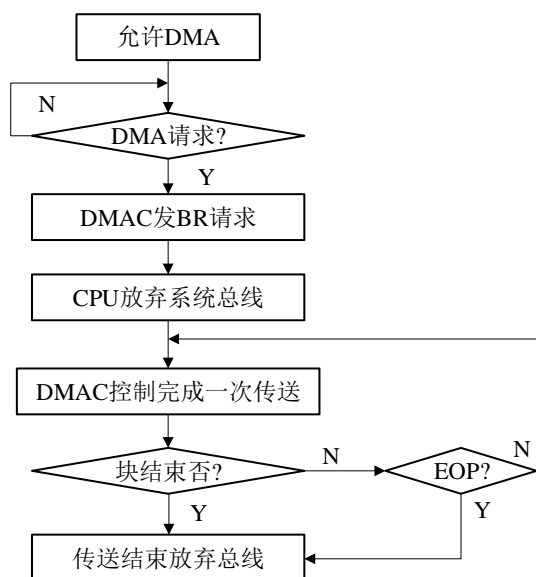 允许DMA
N
DMA请求?
Y
DMAC发BR请求
CPU放弃系统总线
DMAC控制完成一次传送
块结束否?
N
EOP?
N
Y
Y
传送结束放弃总线